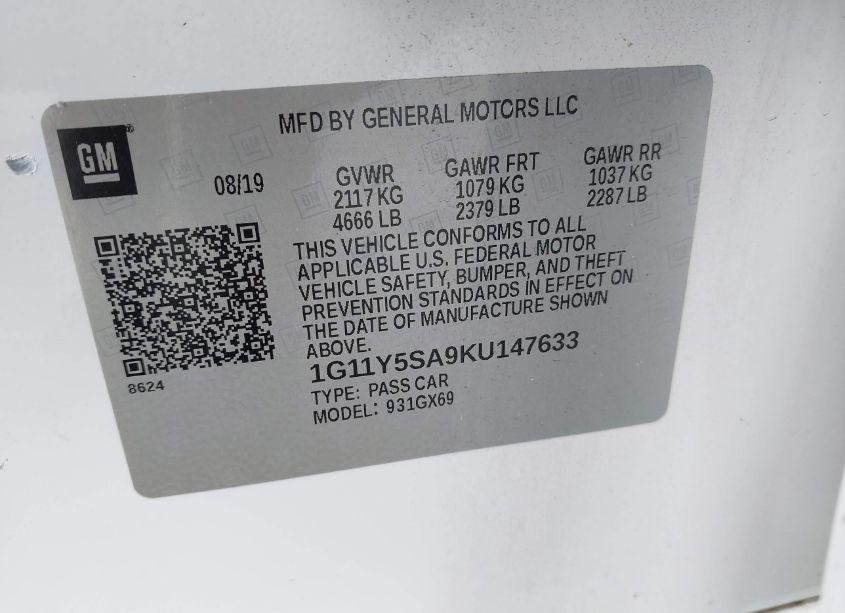 MFD BY GENERAL MOTORS LLC
GM®
08/19
GVWR
2117 KG
4666 LB
GAWR FRT
1079 KG
2379 LB
GAWR RR
1037 KG
2287 LB
THIS VEHICLE CONFORMS TO ALL
APPLICABLE U.S. FEDERAL MOTOR
VEHICLE SAFETY, BUMPER, AND THEFT
PREVENTION STANDARDS IN EFFECT ON
THE DATE OF MANUFACTURE SHOWN
ABOVE.
8624
1G11Y5SA9KU147633
TYPE: PASS CAR
MODEL: 931GX69